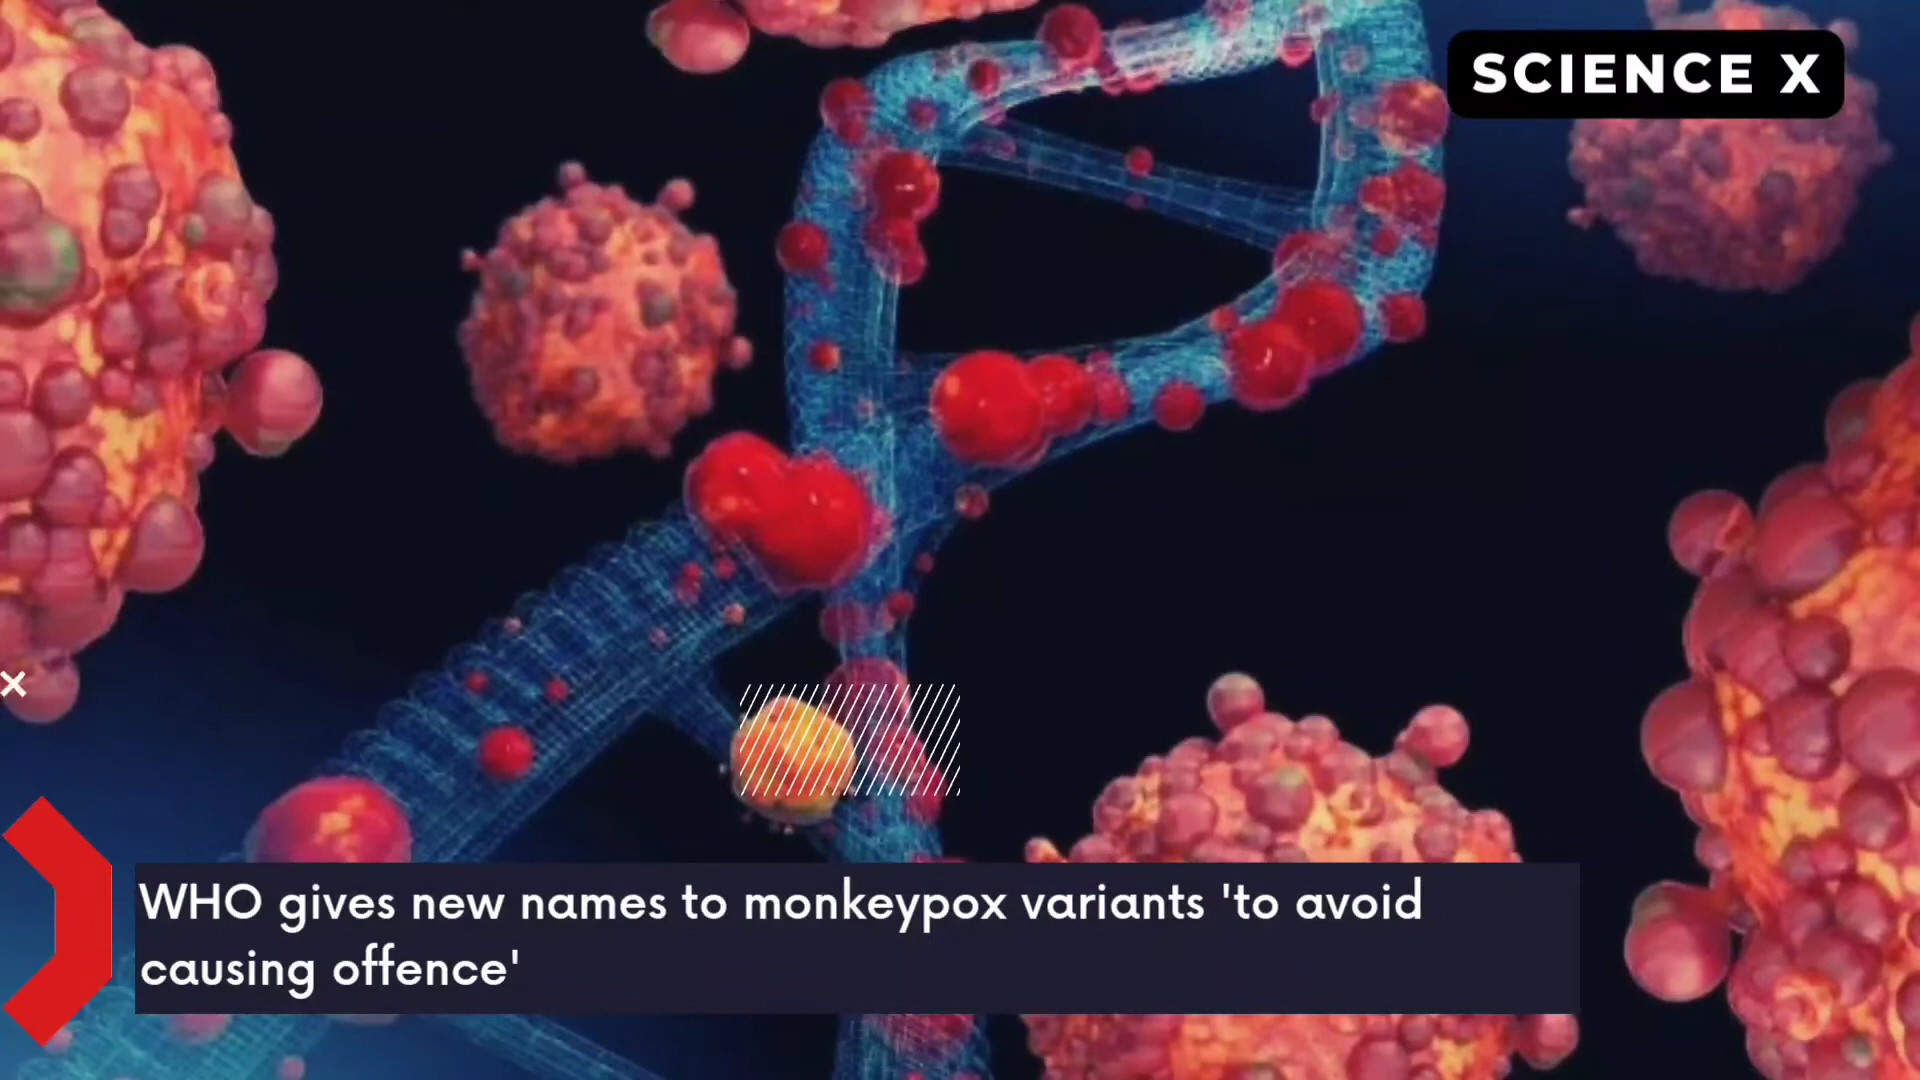 SCIENCE X
WHO gives new names to monkeypox variants 'to avoid
causing offence'